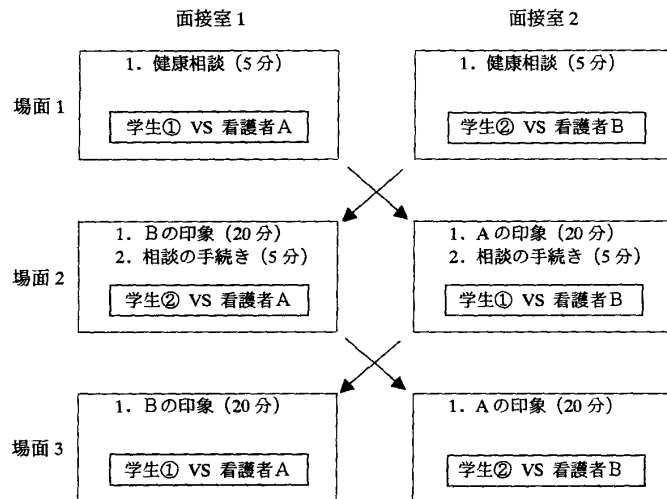 面接室1
面接室2
場面1
1．健康相談（5分）
学生① VS 看護者A
1．健康相談（5分）
学生② VS 看護者B
場面2
1．Bの印象（20分）
2．相談の手続き（5分）
学生② VS 看護者A
1．Aの印象（20分）
2．相談の手続き（5分）
学生① VS 看護者B
場面3
1．Bの印象（20分）
学生① VS 看護者A
1．Aの印象（20分）
学生② VS 看護者B